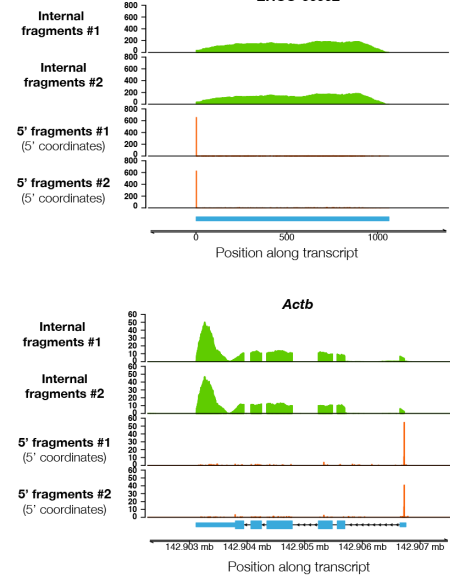 Internal
fragments #1
800
600
400
200
0
Internal
fragments #2
800
600
400
200
0
5' fragments #1
(5' coordinates)
800
600
400
200
0
5' fragments #2
(5' coordinates)
800
600
400
200
0
0 500 1000
Position along transcript
Actb
Internal
fragments #1
60
50
40
30
20
10
0
Internal
fragments #2
60
50
40
30
20
10
0
5' fragments #1
(5' coordinates)
60
50
40
30
20
10
0
5' fragments #2
(5' coordinates)
60
50
40
30
20
10
0
142.903 mb 142.904 mb 142.905 mb 142.906 mb 142.907 mb
Position along transcript